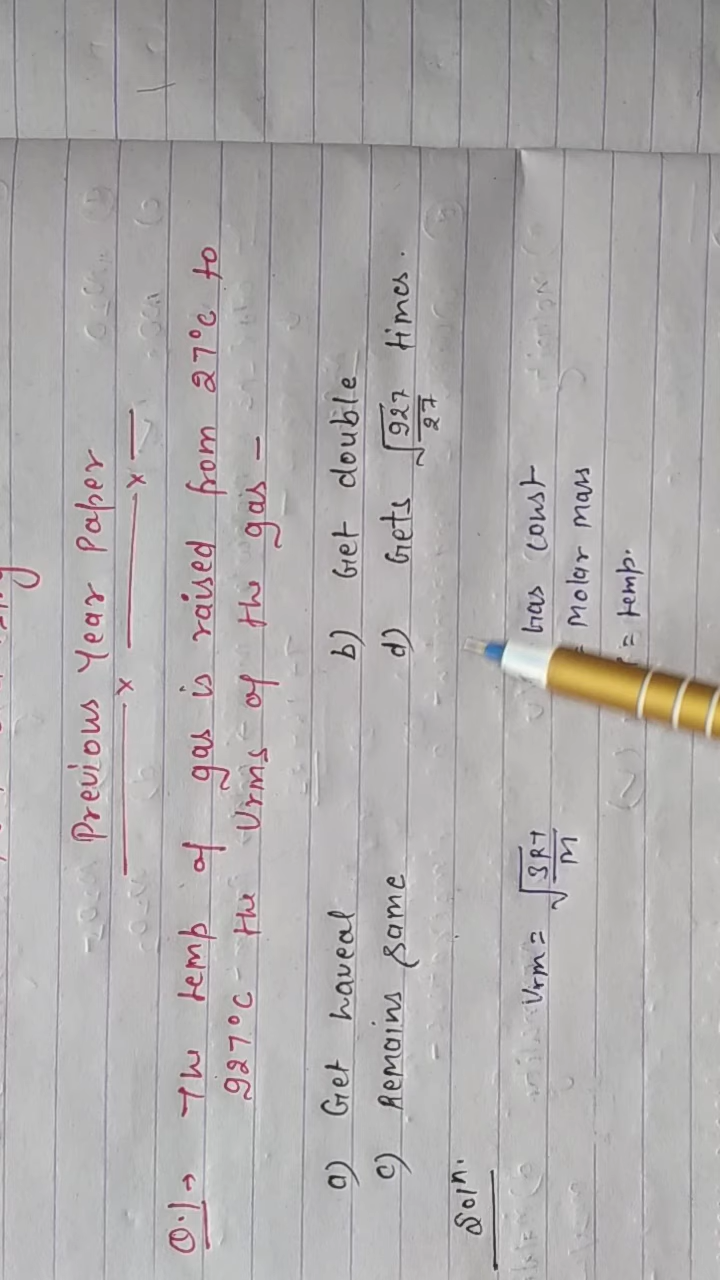 Previous Year Paper
x x
Q.1→ The temp of gas is raised from 27°C to
927°C the Vrms of the gas -
a) Get haveal b) Get double
c) Remains same d) Gets √927/27 times.
Soln.
Vrm = √3RT/M Gas const
= Molar mass
= temp.